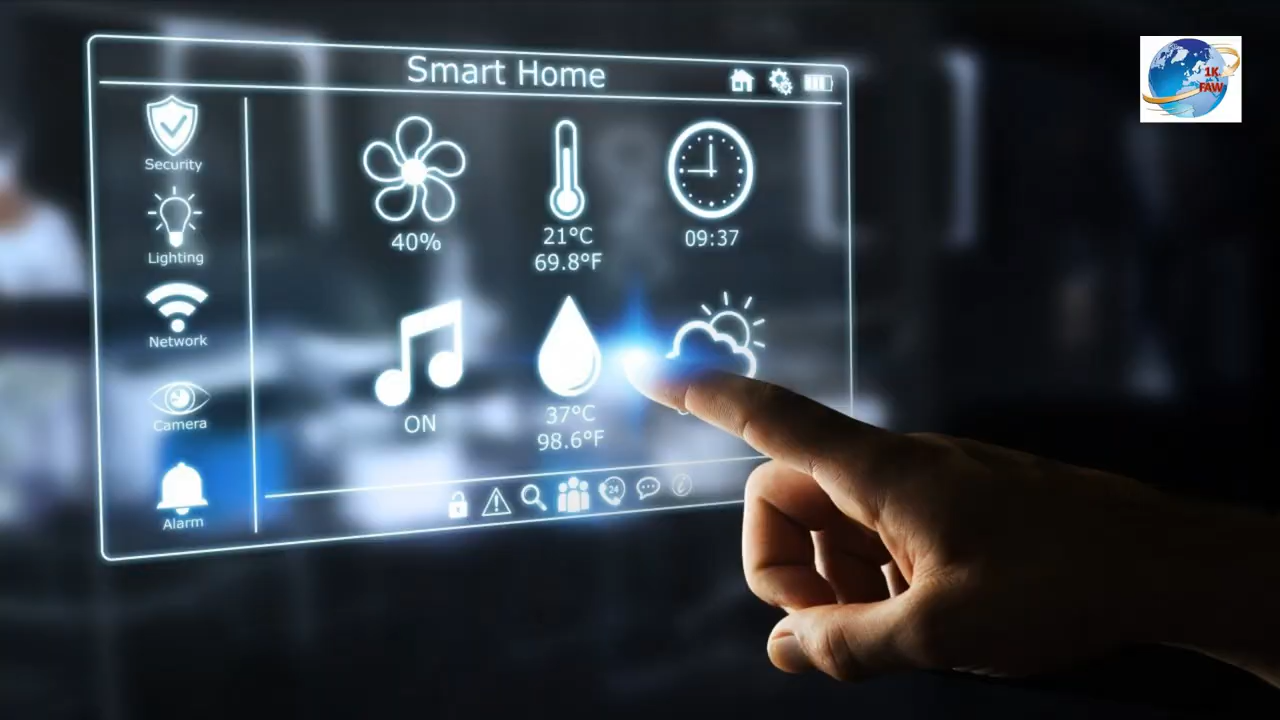 Smart Home
1K
FAW
Security
Lighting
Network
Camera
Alarm
40%
21°C
69.8°F
09:37
ON
37°C
98.6°F
24
i